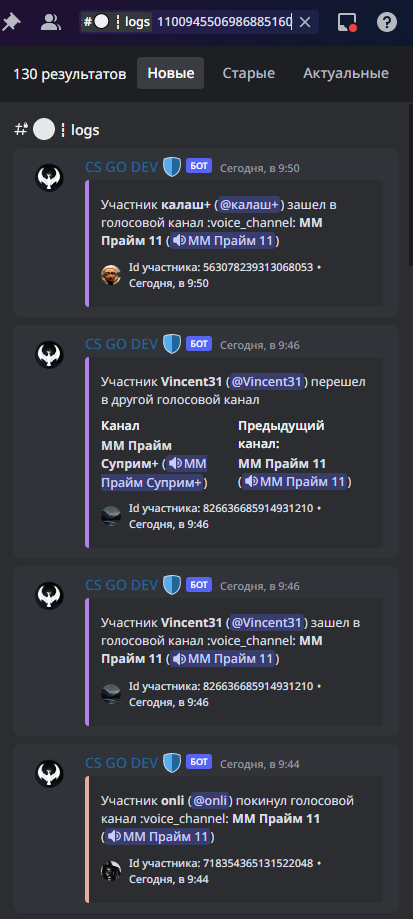 # ┇ logs 1100945506986885160
130 результатов Новые Старые Актуальные
# ┇ logs
CS GO DEV БОТ Сегодня, в 9:50
Участник калаш+ (@калаш+) зашел в
голосовой канал :voice_channel: ММ
Прайм 11 (ММ Прайм 11)
Id участника: 563078239313068053 •
Сегодня, в 9:50
CS GO DEV БОТ Сегодня, в 9:46
Участник Vincent31 (@Vincent31) перешел
в другой голосовой канал
Канал
ММ Прайм
Суприм+ (ММ
Прайм Суприм+)
Предыдущий
канал:
ММ Прайм 11
(ММ Прайм 11)
Id участника: 826636685914931210 •
Сегодня, в 9:46
CS GO DEV БОТ Сегодня, в 9:46
Участник Vincent31 (@Vincent31) зашел в
голосовой канал :voice_channel: ММ
Прайм 11 (ММ Прайм 11)
Id участника: 826636685914931210 •
Сегодня, в 9:46
CS GO DEV БОТ Сегодня, в 9:44
Участник onli (@onli) покинул голосовой
канал :voice_channel: ММ Прайм 11
(ММ Прайм 11)
Id участника: 718354365131522048 •
Сегодня, в 9:44